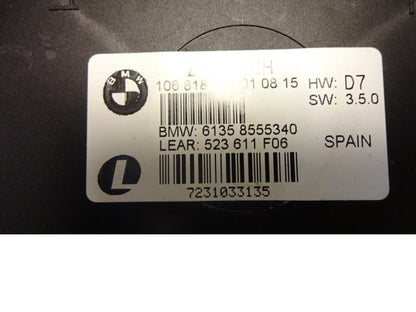 BMW
106 818 01 08 15 HW: D7
SW: 3.5.0
BMW: 6135 8555340
LEAR: 523 611 F06 SPAIN
L
7231033135